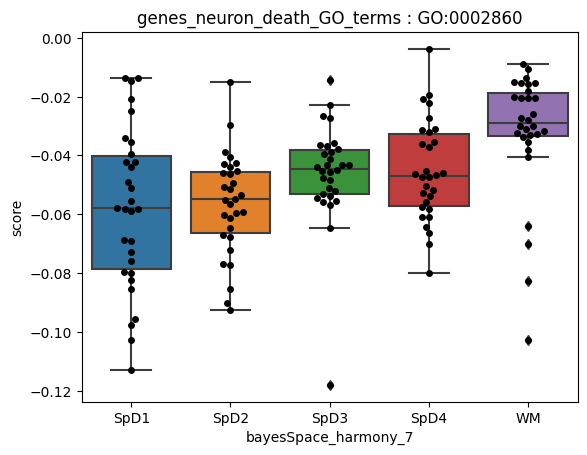 genes_neuron_death_GO_terms : GO:0002860
0.00
−0.02
−0.04
−0.06
−0.08
−0.10
−0.12
score
SpD1 SpD2 SpD3 SpD4 WM
bayesSpace_harmony_7